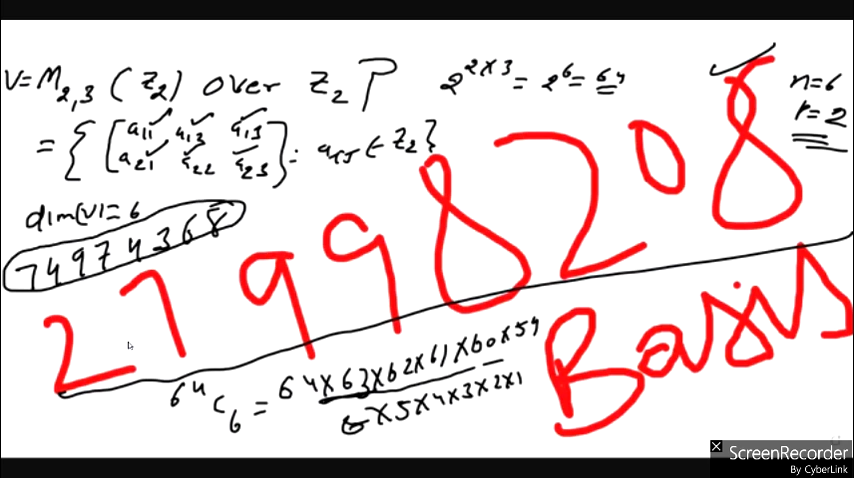 V=M2,3 (Z2) over Z2 P
2^2×3 = 2^6 = 64
n=6
r=2
= { [ a11 a12 a13
a21 a22 a23 ] : aij ∈ Z2 }
dim(V)=6
74974368
27998208
64C6 = 64×63×62×61×60×59
6×5×4×3×2×1
Basis
ScreenRecorder
By CyberLink